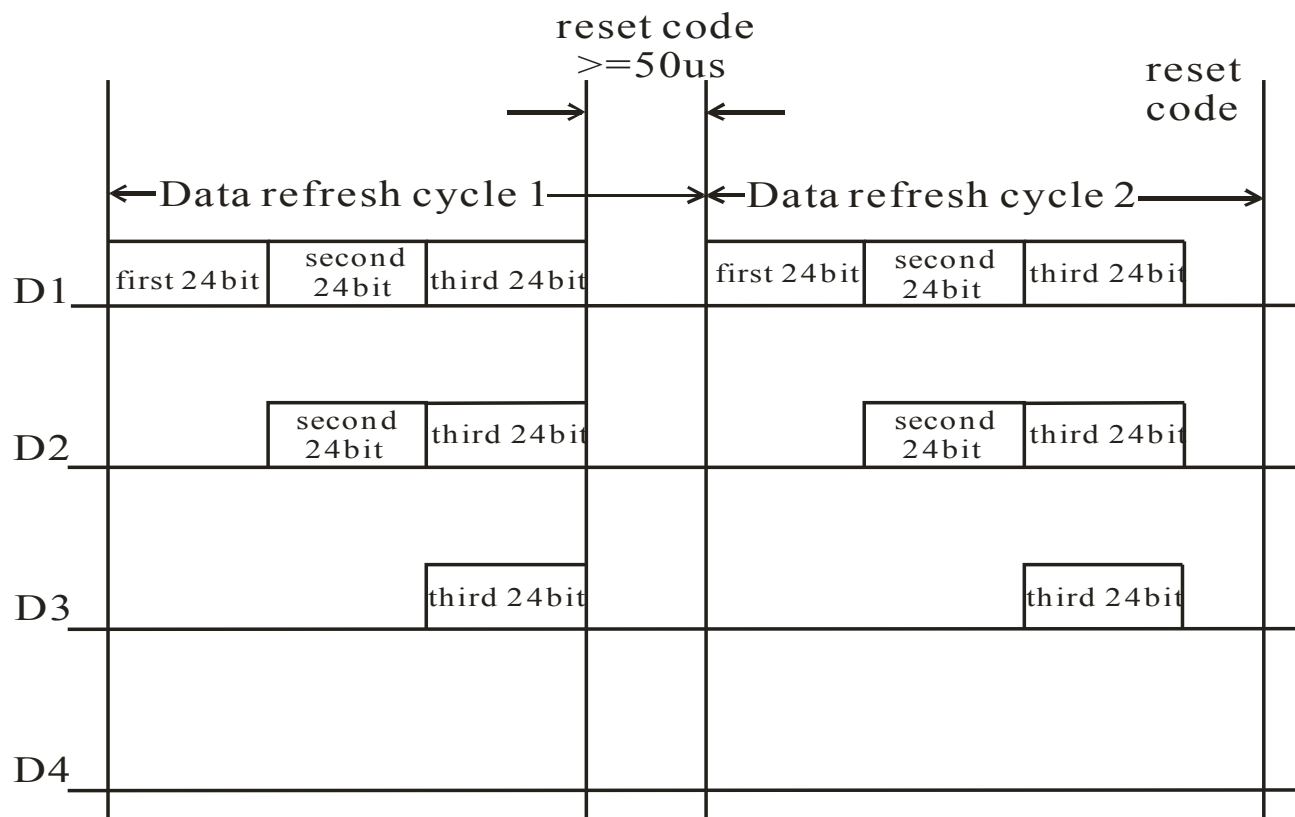 reset code
>=50us
reset
code
Data refresh cycle 1
Data refresh cycle 2
D1
first 24bit
second
24bit
third 24bit
first 24bit
second
24bit
third 24bit
D2
second
24bit
third 24bit
second
24bit
third 24bit
D3
third 24bit
third 24bit
D4